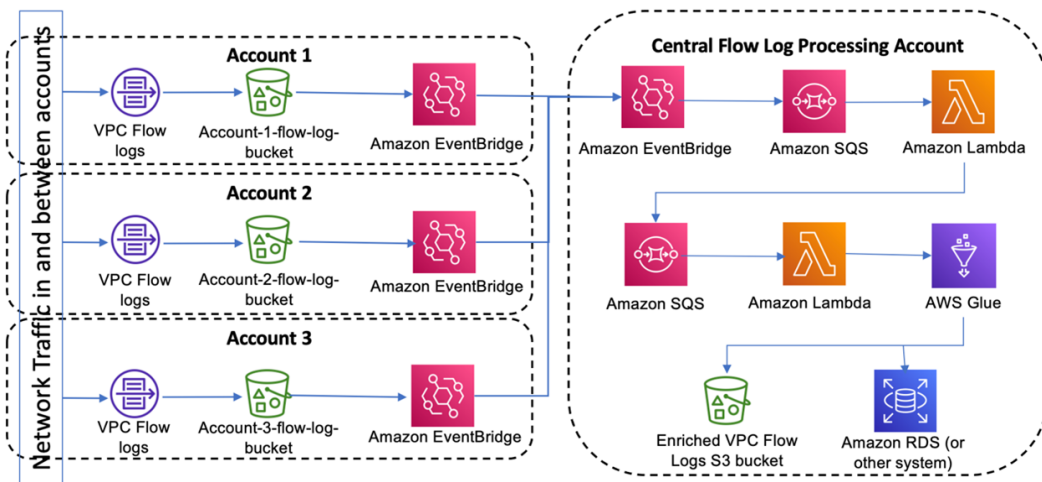 Network Traffic in and between accounts
Account 1
VPC Flow
logs
Account-1-flow-log-
bucket
Amazon EventBridge
Account 2
VPC Flow
logs
Account-2-flow-log-
bucket
Amazon EventBridge
Account 3
VPC Flow
logs
Account-3-flow-log-
bucket
Amazon EventBridge
Central Flow Log Processing Account
Amazon EventBridge
Amazon SQS
Amazon Lambda
Amazon SQS
Amazon Lambda
AWS Glue
Enriched VPC Flow
Logs S3 bucket
Amazon RDS (or
other system)